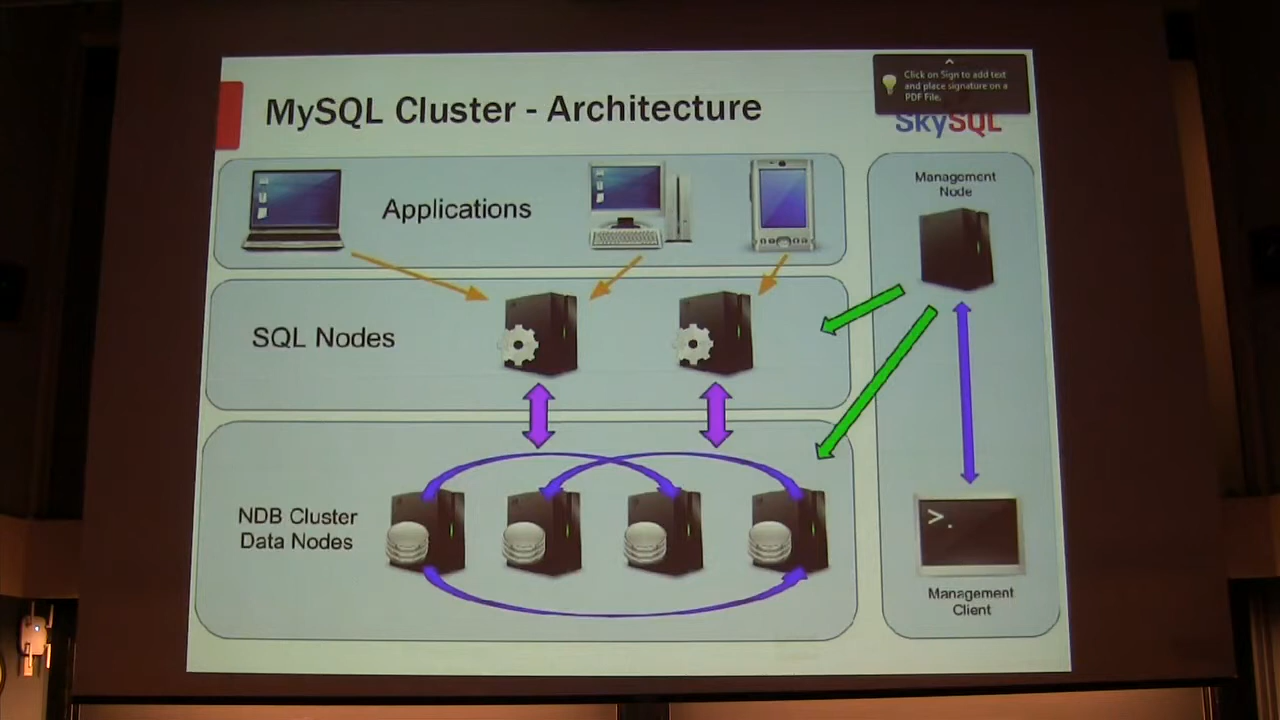 Click on Sign to add text
and place signature on a
PDF File.
MySQL Cluster - Architecture
SkySQL
Applications
Management
Node
SQL Nodes
NDB Cluster
Data Nodes
>.
Management
Client